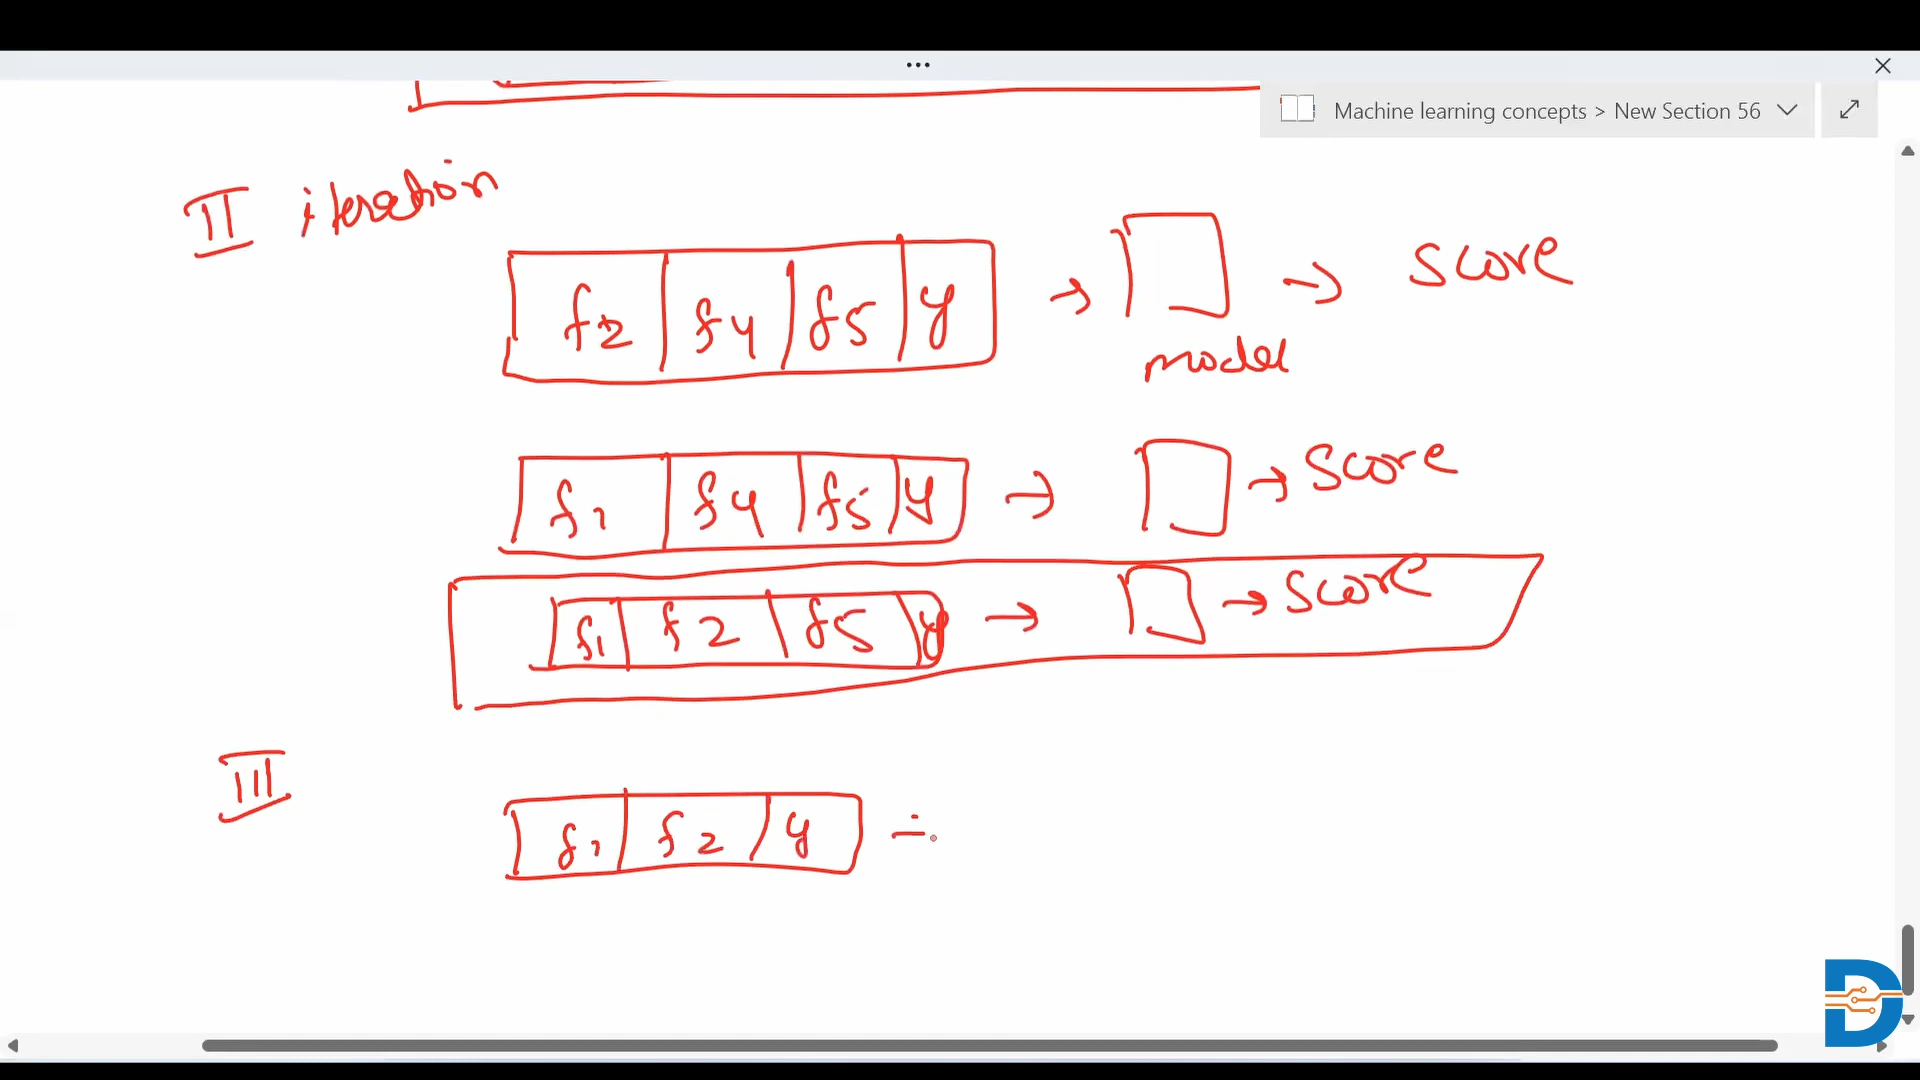 ...
Machine learning concepts > New Section 56
II iteration
f2 f4 f5 y → → score
model
f1 f4 f5 y → → score
f1 f2 f5 y → → score
III
f1 f2 y